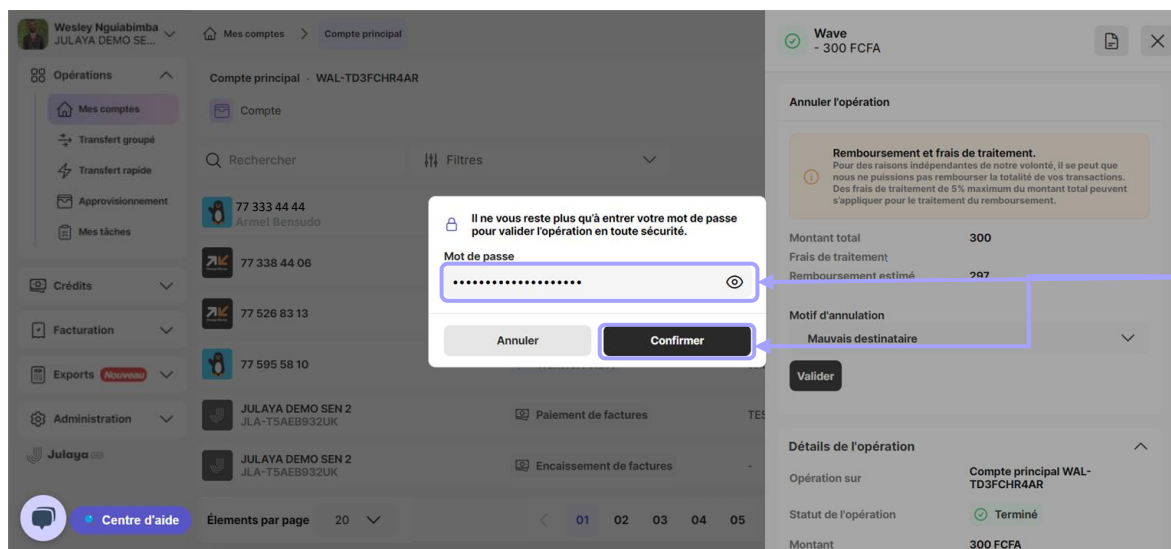 Wesley Nguiabimba
JULAYA DEMO SE...
Opérations
Mes comptes
Transfert groupé
Transfert rapide
Approvisionnement
Mes tâches
Crédits
Facturation
Exports Nouveau
Administration
Julaya
Centre d'aide
Mes comptes > Compte principal
Compte principal · WAL-TD3FCHR4AR
Compte
Rechercher
Filtres
77 333 44 44
Armel Bensudo
77 338 44 06
77 526 83 13
77 595 58 10
JULAYA DEMO SEN 2
JLA-T5AEB932UK
Paiement de factures
TES
JULAYA DEMO SEN 2
JLA-T5AEB932UK
Encaissement de factures
-
Élements par page 20
< 01 02 03 04 05
Il ne vous reste plus qu'à entrer votre mot de passe
pour valider l'opération en toute sécurité.
Mot de passe
••••••••••••••••••••
Annuler
Confirmer
Wave
- 300 FCFA
Annuler l'opération
Remboursement et frais de traitement.
Pour des raisons indépendantes de notre volonté, il se peut que
nous ne puissions pas rembourser la totalité de vos transactions.
Des frais de traitement de 5% maximum du montant total peuvent
s'appliquer pour le traitement du remboursement.
Montant total 300
Frais de traitement
Remboursement estimé 297
Motif d'annulation
Mauvais destinataire
Valider
Détails de l'opération
Opération sur
Compte principal WAL-
TD3FCHR4AR
Statut de l'opération
Terminé
Montant
300 FCFA